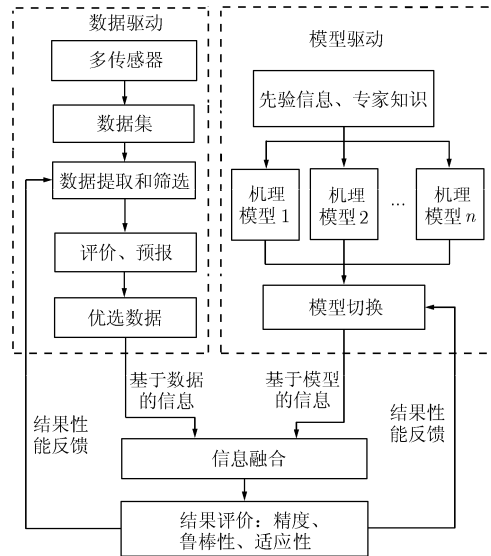 数据驱动
多传感器
数据集
数据提取和筛选
评价、预报
优选数据
模型驱动
先验信息、专家知识
机理
模型 1
机理
模型 2
...
机理
模型 n
模型切换
基于数据
的信息
基于模型
的信息
结果性
能反馈
结果性
能反馈
信息融合
结果评价：精度、
鲁棒性、适应性